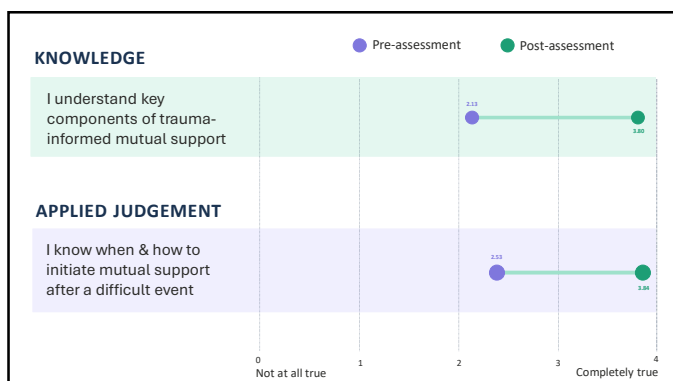 Pre-assessment
Post-assessment
KNOWLEDGE
I understand key
components of trauma-
informed mutual support
2.13
3.80
APPLIED JUDGEMENT
I know when & how to
initiate mutual support
after a difficult event
2.53
3.84
0
1
2
3
4
Not at all true
Completely true